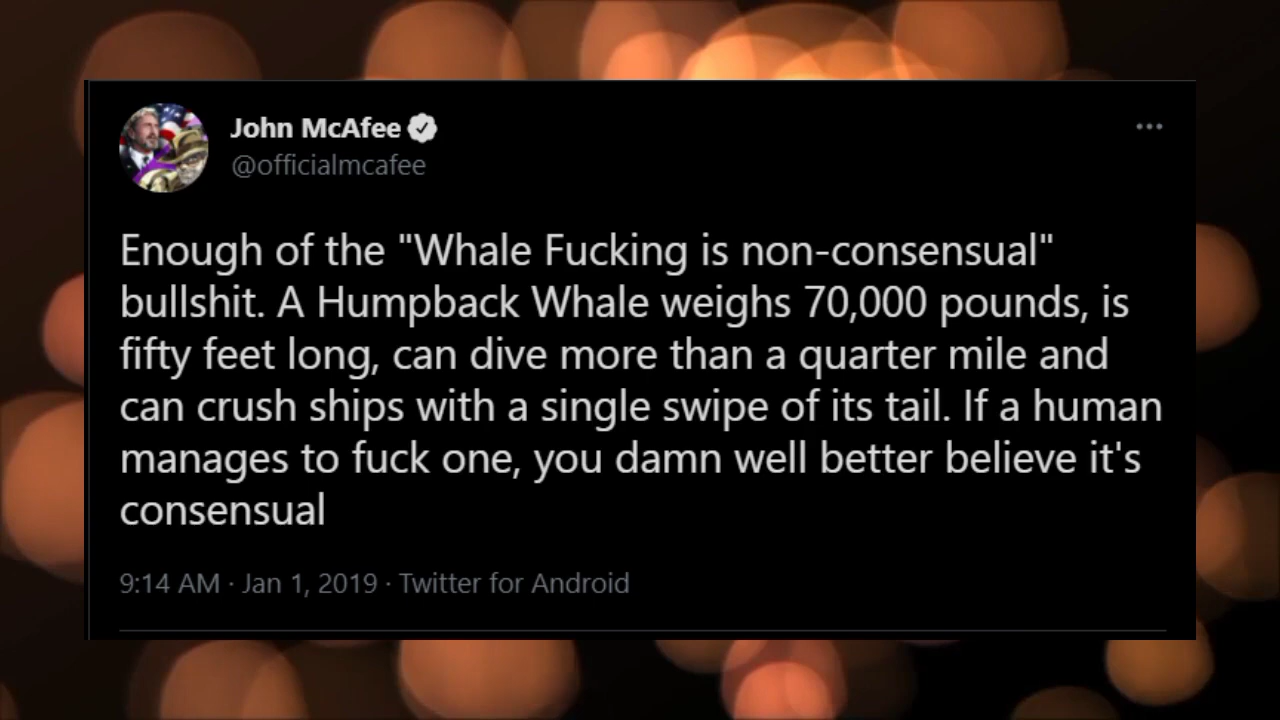 John McAfee
@officialmcafee
Enough of the "Whale Fucking is non-consensual"
bullshit. A Humpback Whale weighs 70,000 pounds, is
fifty feet long, can dive more than a quarter mile and
can crush ships with a single swipe of its tail. If a human
manages to fuck one, you damn well better believe it's
consensual
9:14 AM · Jan 1, 2019 · Twitter for Android